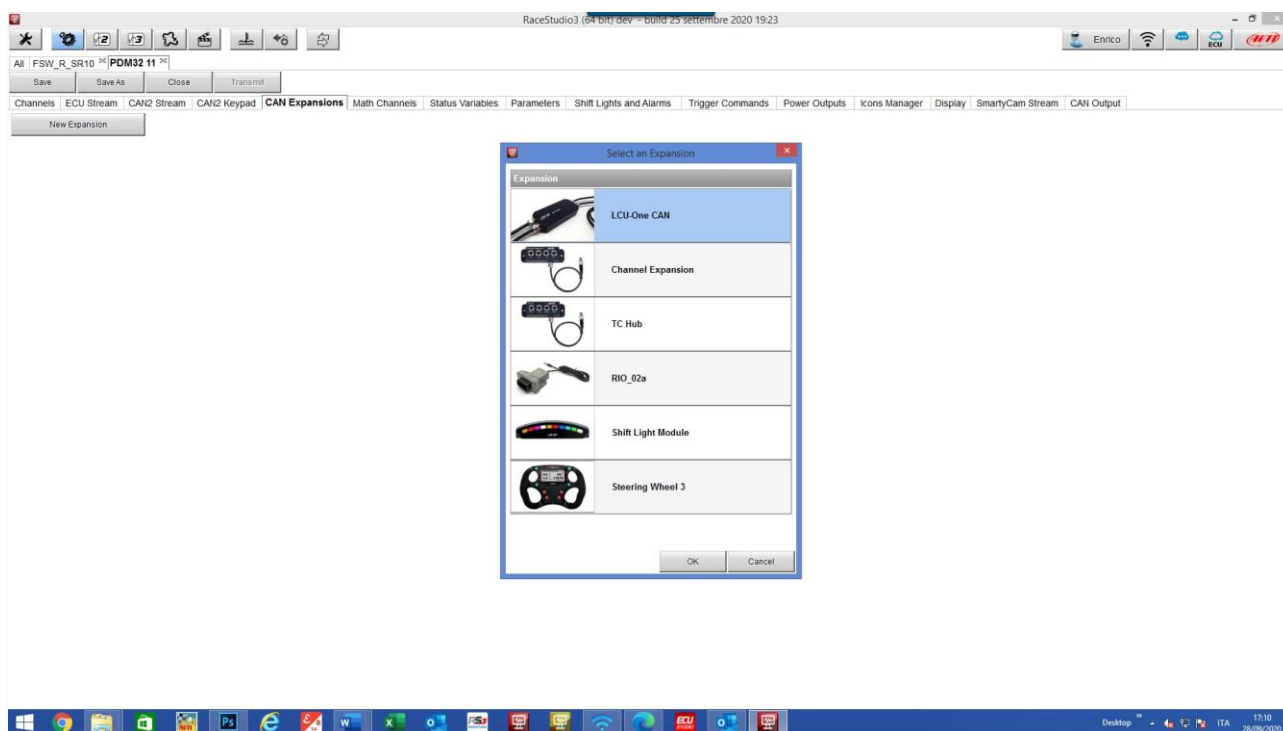 RaceStudio3 (64 bit) dev - build 25 settembre 2020 19:23
Enrico
ECU
All FSW_R_SR10 PDM32 11
Save Save As Close Transmit
Channels ECU Stream CAN2 Stream CAN2 Keypad CAN Expansions Math Channels Status Variables Parameters Shift Lights and Alarms Trigger Commands Power Outputs Icons Manager Display SmartyCam Stream CAN Output
New Expansion
Select an Expansion
Expansion
LCU-One CAN
Channel Expansion
TC Hub
RIO_02a
Shift Light Module
Steering Wheel 3
OK Cancel
Desktop ITA 17:10
28/09/2020